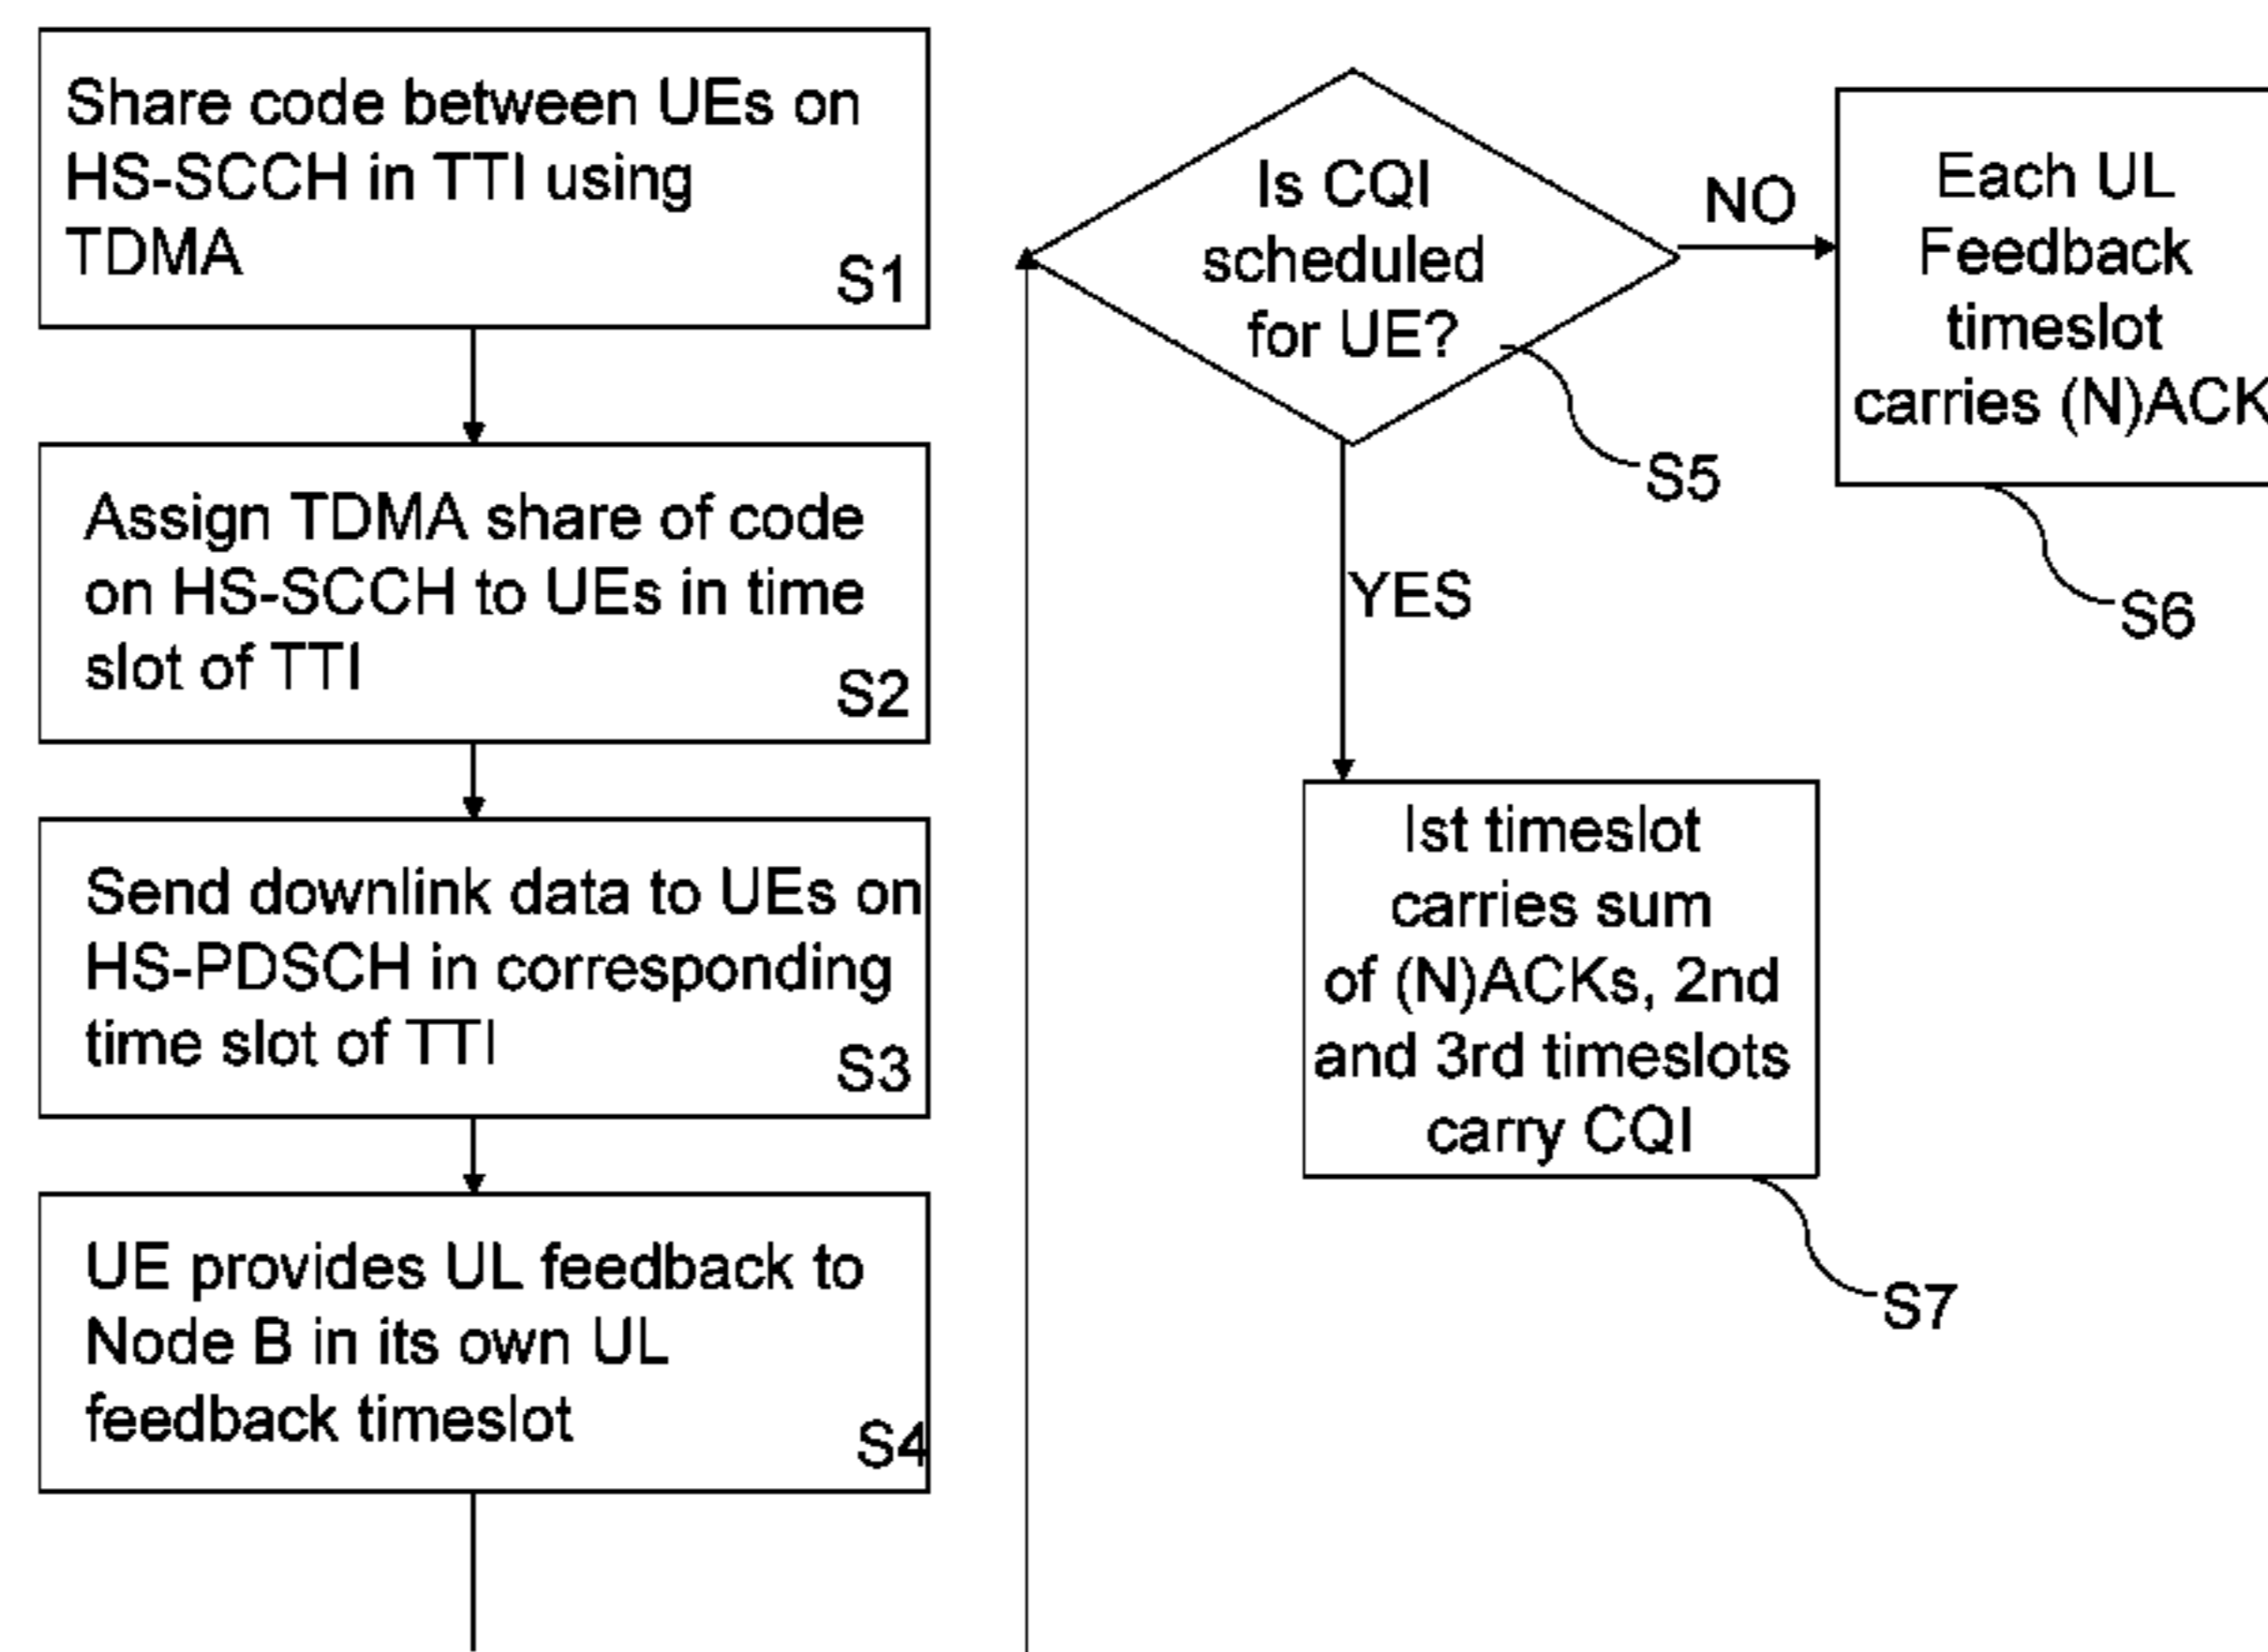 Share code between UEs on
HS-SCCH in TTI using
TDMA
S1
Assign TDMA share of code
on HS-SCCH to UEs in time
slot of TTI
S2
Send downlink data to UEs on
HS-PDSCH in corresponding
time slot of TTI
S3
UE provides UL feedback to
Node B in its own UL
feedback timeslot
S4
Is CQI
scheduled
for UE?
S5
NO
Each UL
Feedback
timeslot
carries (N)ACK
S6
YES
Ist timeslot
carries sum
of (N)ACKs, 2nd
and 3rd timeslots
carry CQI
S7